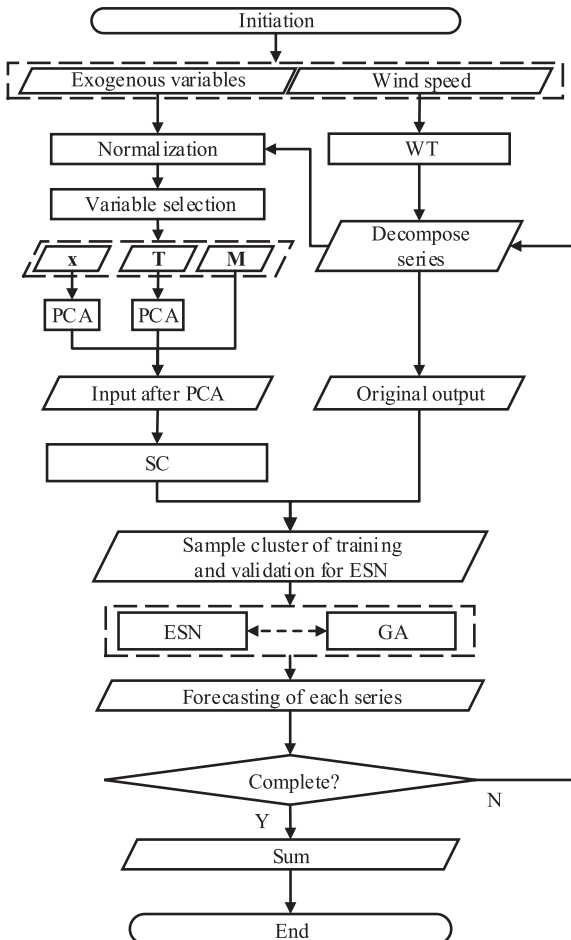 Initiation
Exogenous variables
Wind speed
Normalization
WT
Variable selection
Decompose
series
x
T
M
PCA
PCA
Input after PCA
Original output
SC
Sample cluster of training
and validation for ESN
ESN
GA
Forecasting of each series
Complete?
N
Y
Sum
End